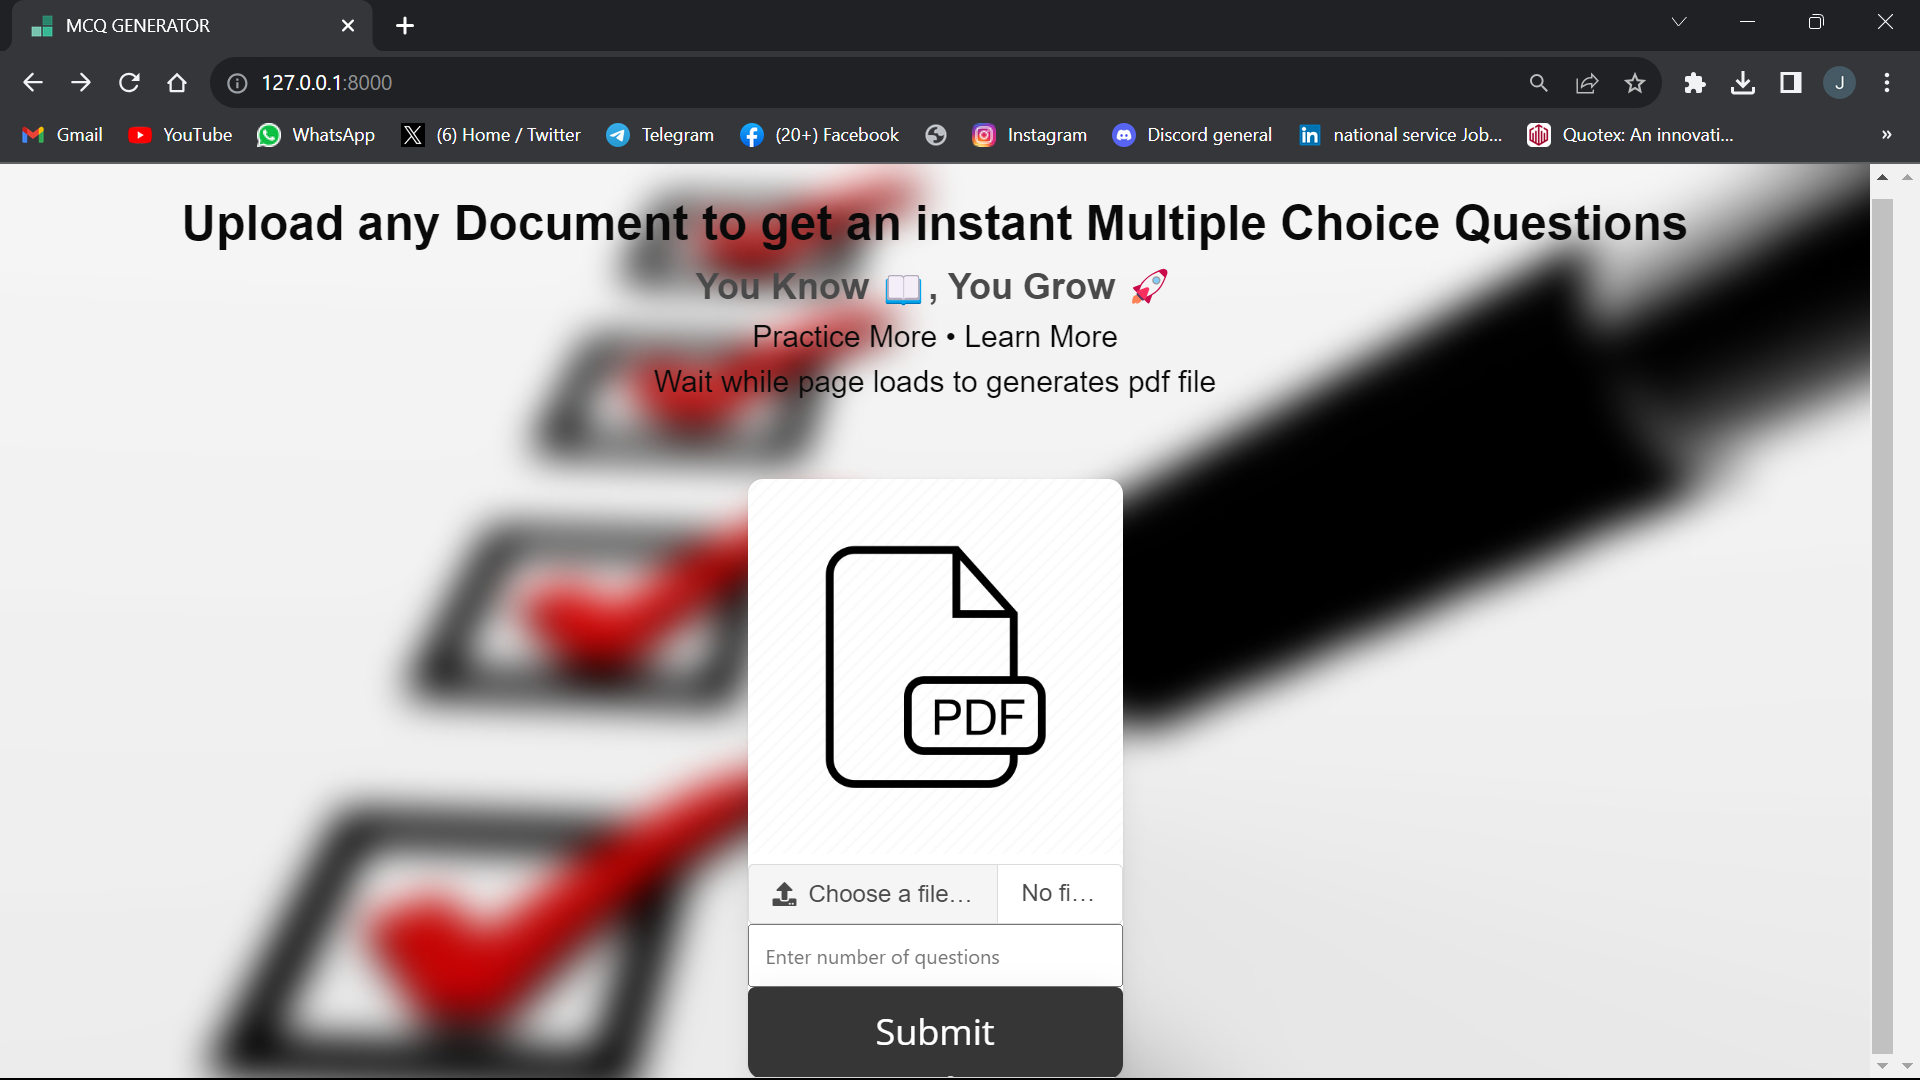 MCQ GENERATOR
127.0.0.1:8000
J
Gmail YouTube WhatsApp (6) Home / Twitter Telegram (20+) Facebook Instagram Discord general national service Job... Quotex: An innovati... »
Upload any Document to get an instant Multiple Choice Questions
You Know 📖, You Grow 🚀
Practice More • Learn More
Wait while page loads to generates pdf file
PDF
Choose a file… No fi…
Enter number of questions
Submit